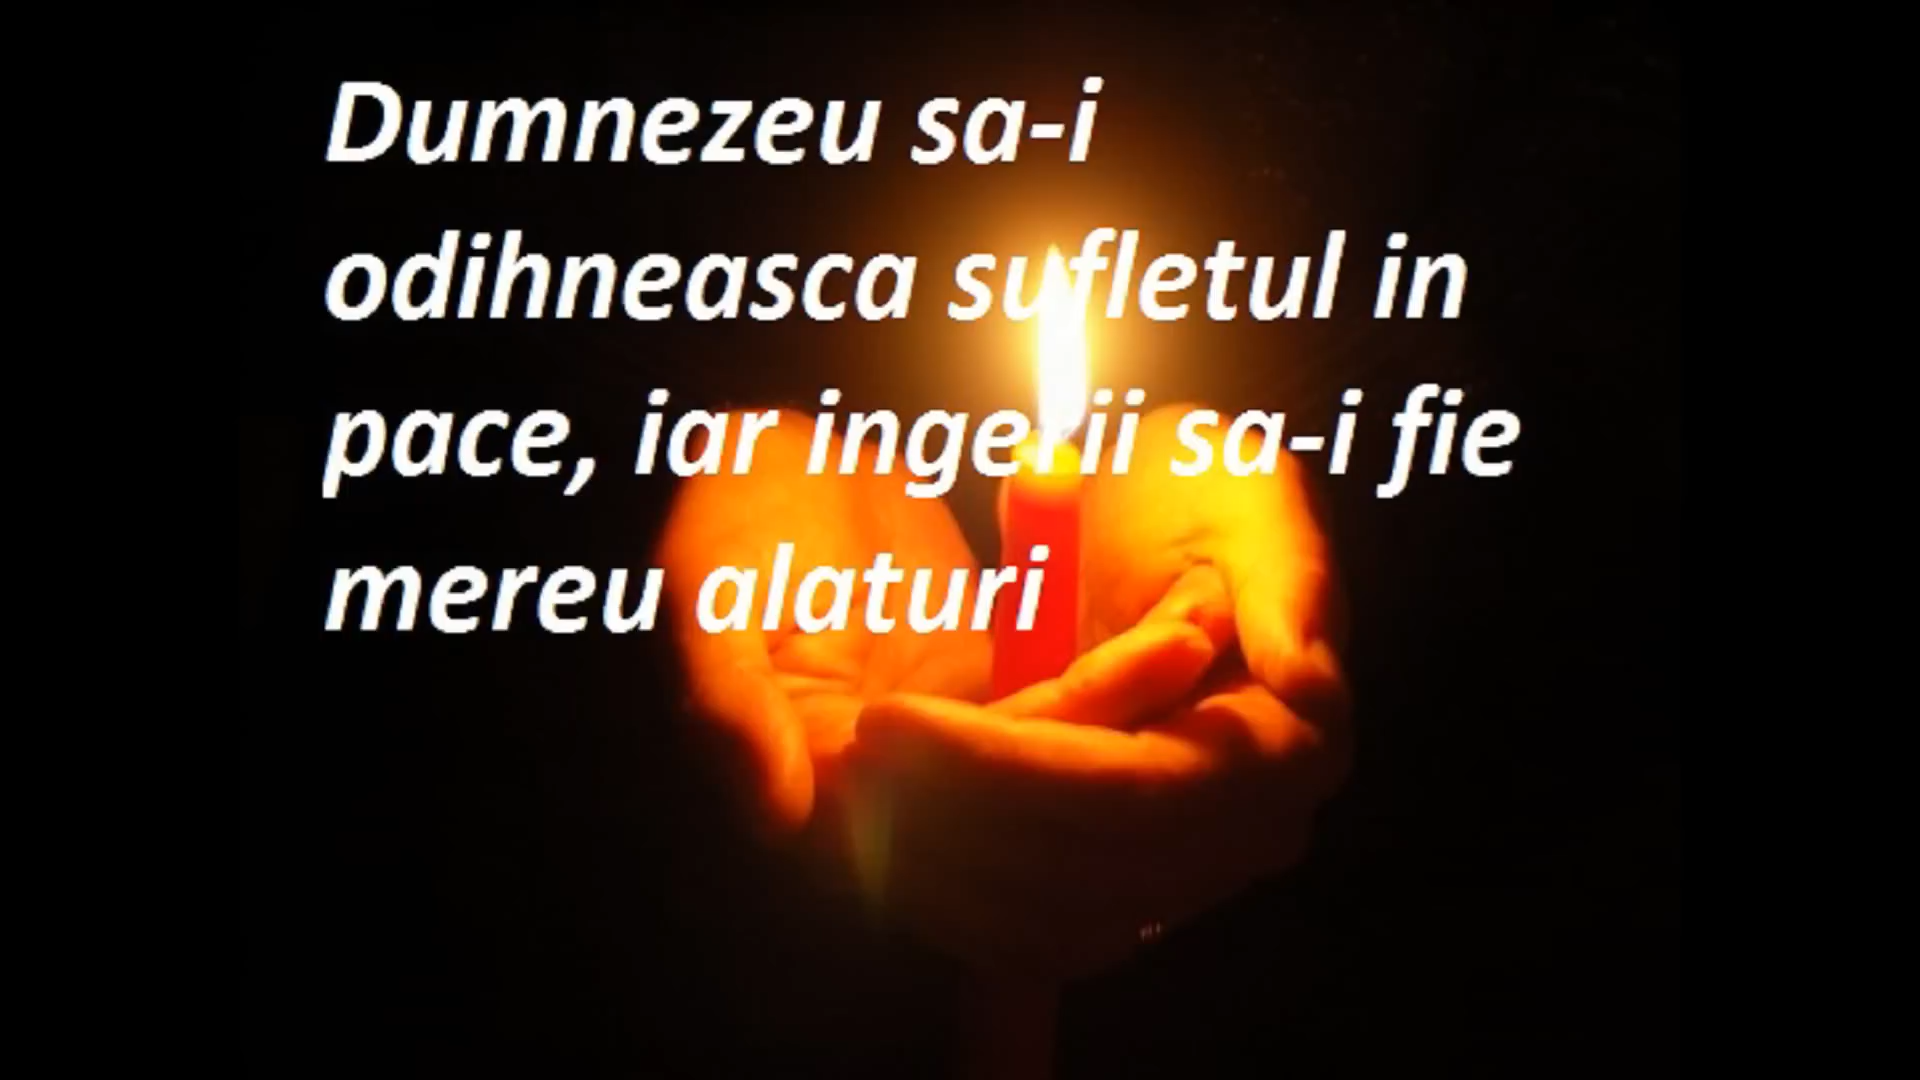 Dumnezeu sa-i
odihneasca sufletul in
pace, iar ingerii sa-i fie
mereu alaturi